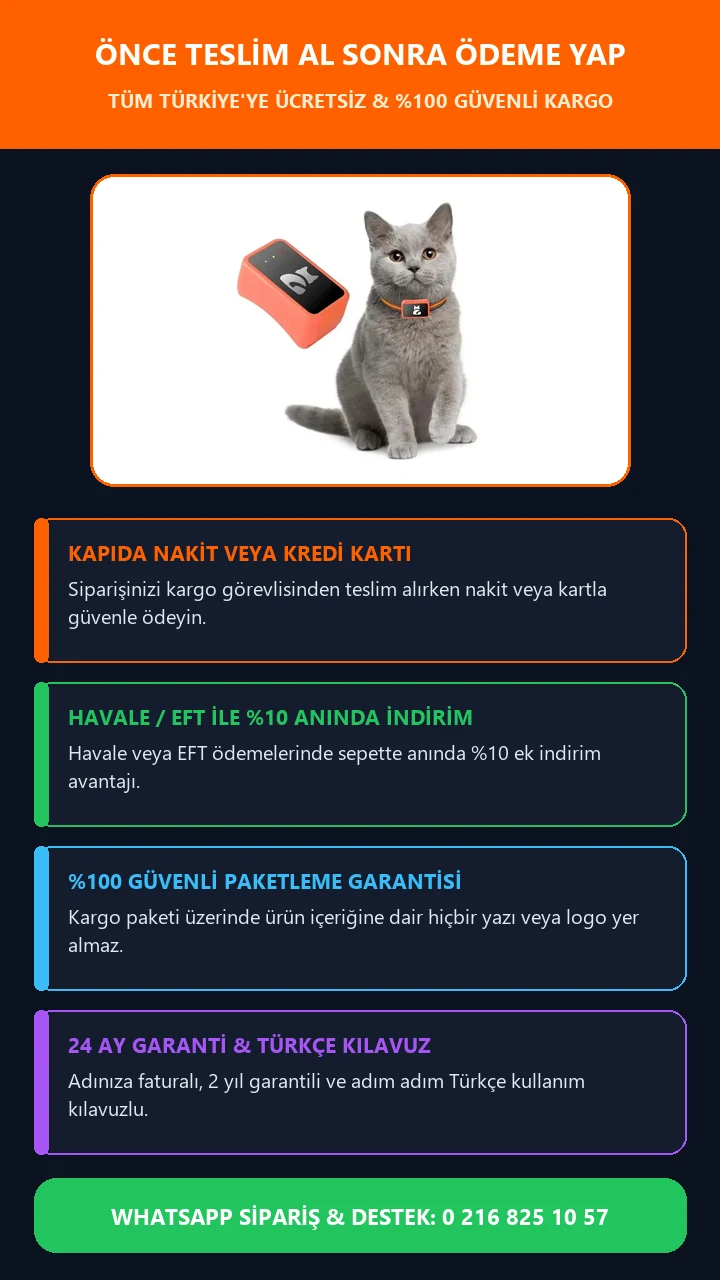 ÖNCE TESLİM AL SONRA ÖDEME YAP
TÜM TÜRKİYE'YE ÜCRETSİZ & %100 GÜVENLİ KARGO
KAPIDA NAKİT VEYA KREDİ KARTI
Siparişinizi kargo görevlisinden teslim alırken nakit veya kartla
güvenle ödeyin.
HAVALE / EFT İLE %10 ANINDA İNDİRİM
Havale veya EFT ödemelerinde sepette anında %10 ek indirim
avantajı.
%100 GÜVENLİ PAKETLEME GARANTİSİ
Kargo paketi üzerinde ürün içeriğine dair hiçbir yazı veya logo yer
almaz.
24 AY GARANTİ & TÜRKÇE KILAVUZ
Adınıza faturalı, 2 yıl garantili ve adım adım Türkçe kullanım
kılavuzlu.
WHATSAPP SİPARİŞ & DESTEK: 0 216 825 10 57